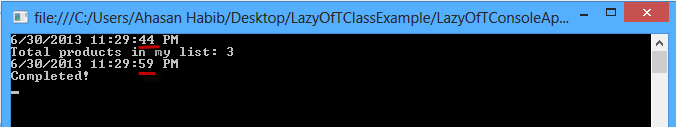 file:///C:/Users/Ahasan Habib/Desktop/LazyOfTClassExample/LazyOfTConsoleAp...
6/30/2013 11:29:44 PM
Total products in my list: 3
6/30/2013 11:29:59 PM
Completed!